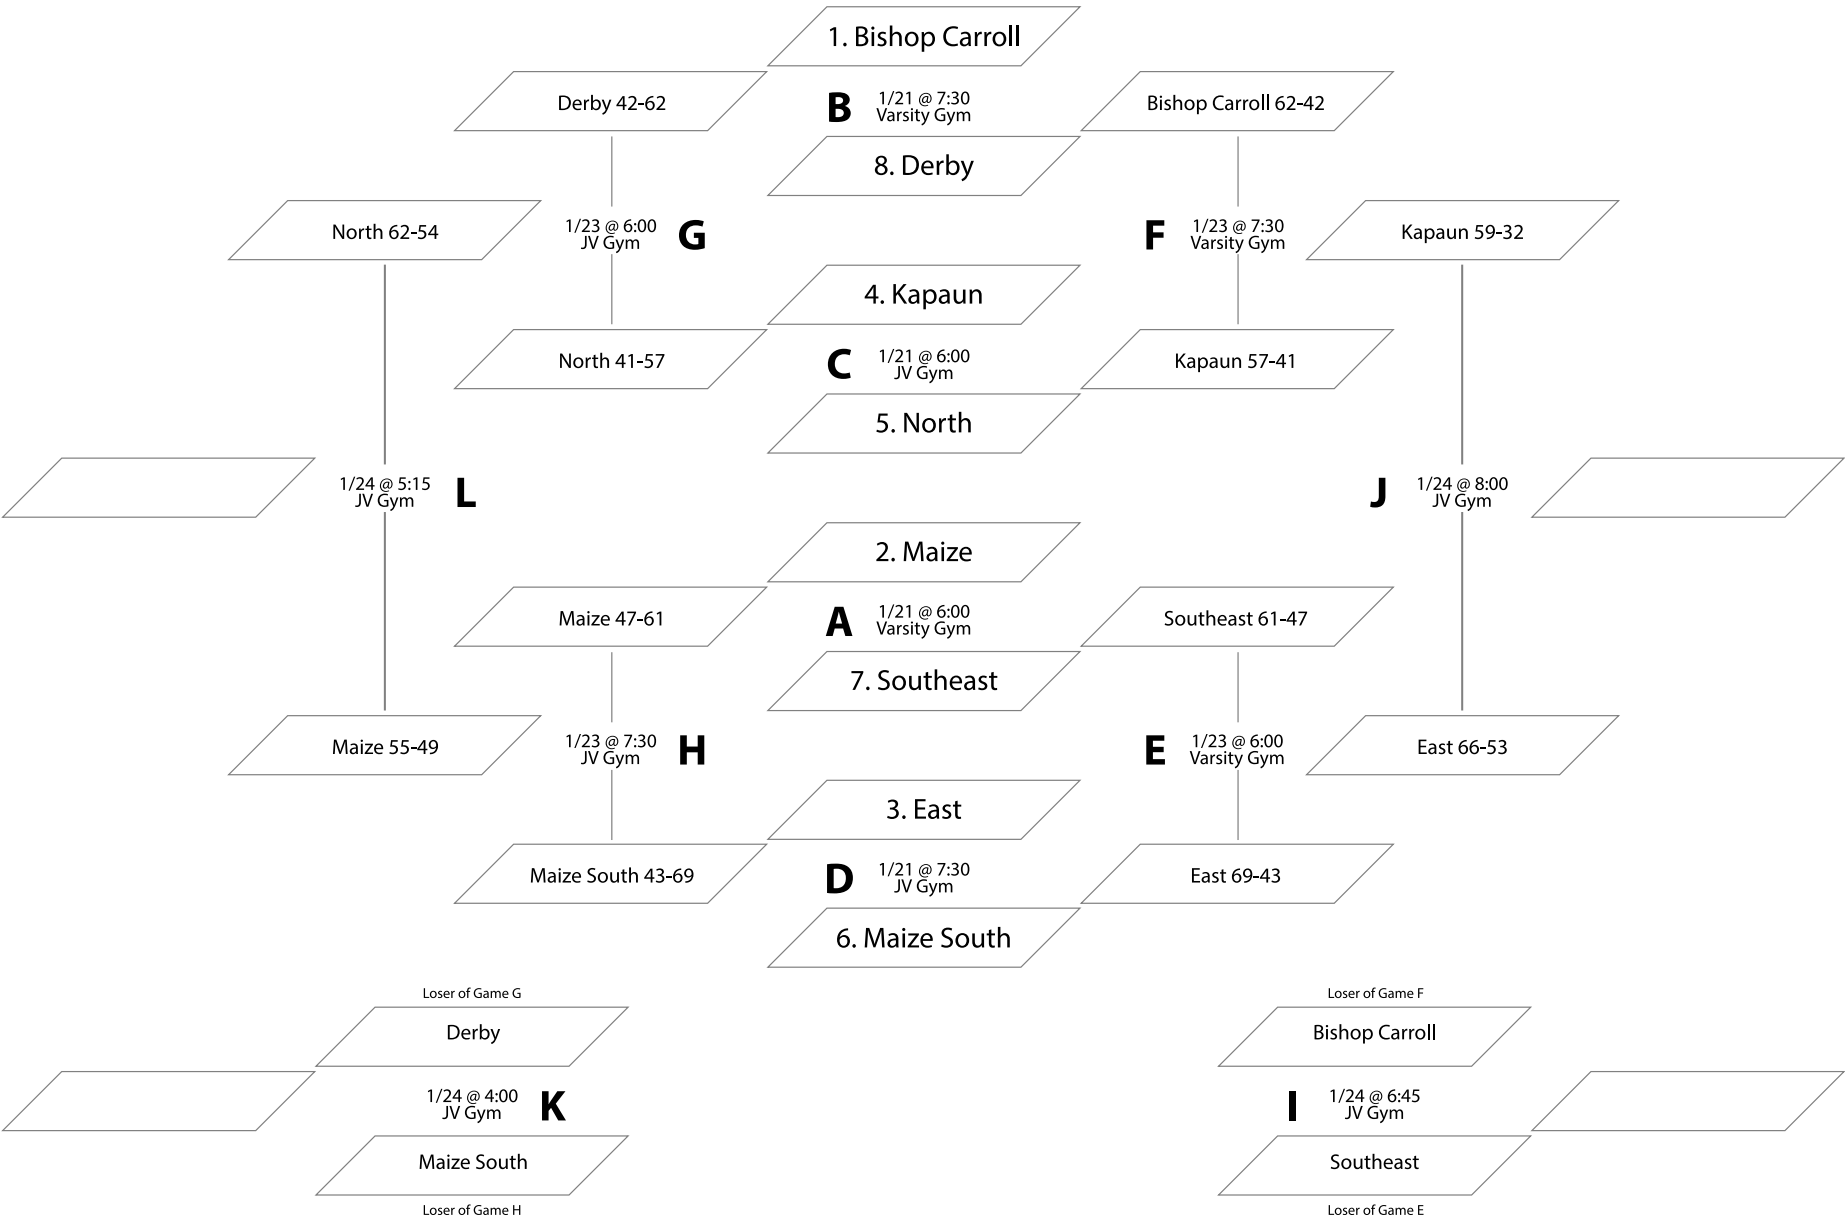 1. Bishop Carroll
Derby 42-62
B
1/21 @ 7:30
Varsity Gym
Bishop Carroll 62-42
8. Derby
North 62-54
1/23 @ 6:00
JV Gym
G
F
1/23 @ 7:30
Varsity Gym
Kapaun 59-32
4. Kapaun
North 41-57
C
1/21 @ 6:00
JV Gym
Kapaun 57-41
5. North
1/24 @ 5:15
JV Gym
L
J
1/24 @ 8:00
JV Gym
2. Maize
Maize 47-61
A
1/21 @ 6:00
Varsity Gym
Southeast 61-47
7. Southeast
Maize 55-49
1/23 @ 7:30
JV Gym
H
E
1/23 @ 6:00
Varsity Gym
East 66-53
3. East
Maize South 43-69
D
1/21 @ 7:30
JV Gym
East 69-43
6. Maize South
Loser of Game G
Derby
1/24 @ 4:00
JV Gym
K
Maize South
Loser of Game H
Loser of Game F
Bishop Carroll
I
1/24 @ 6:45
JV Gym
Southeast
Loser of Game E